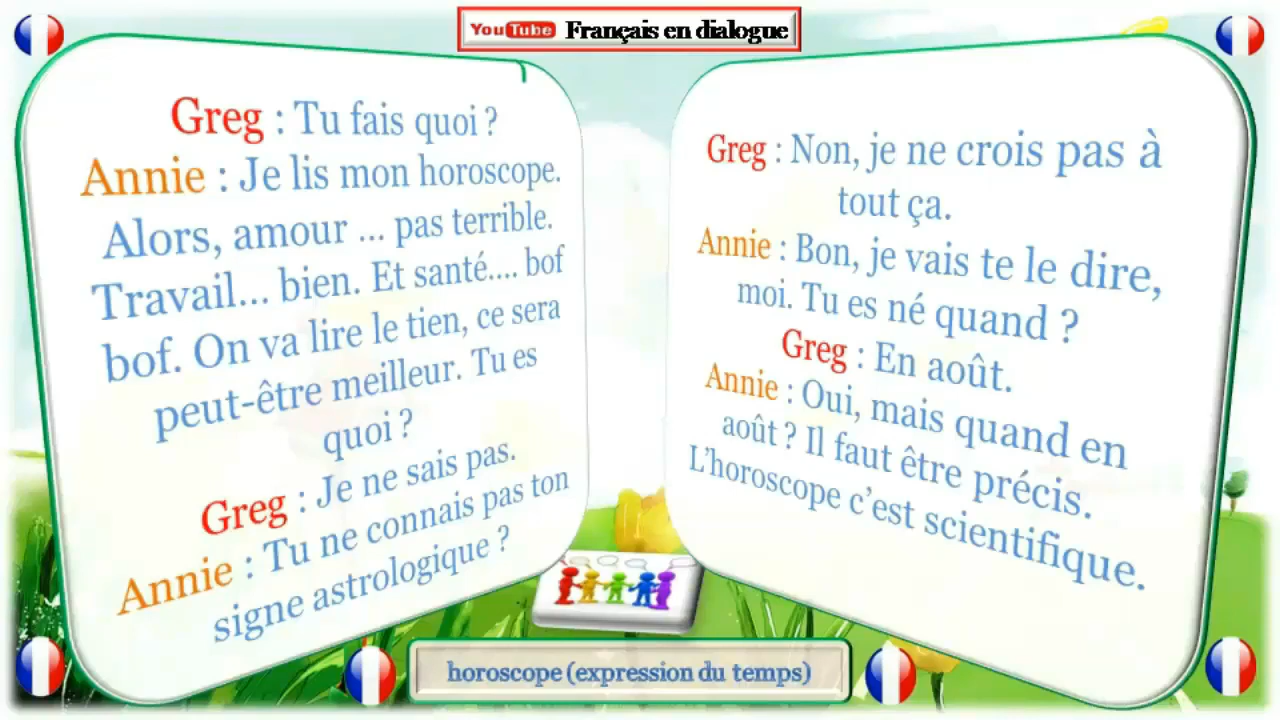 YouTube Français en dialogue
Greg : Tu fais quoi ?
Annie : Je lis mon horoscope.
Alors, amour ... pas terrible.
Travail... bien. Et santé.... bof
bof. On va lire le tien, ce sera
peut-être meilleur. Tu es
quoi ?
Greg : Je ne sais pas.
Annie : Tu ne connais pas ton
signe astrologique ?
Greg : Non, je ne crois pas à
tout ça.
Annie : Bon, je vais te le dire,
moi. Tu es né quand ?
Greg : En août.
Annie : Oui, mais quand en
août ? Il faut être précis.
L’horoscope c’est scientifique.
horoscope (expression du temps)